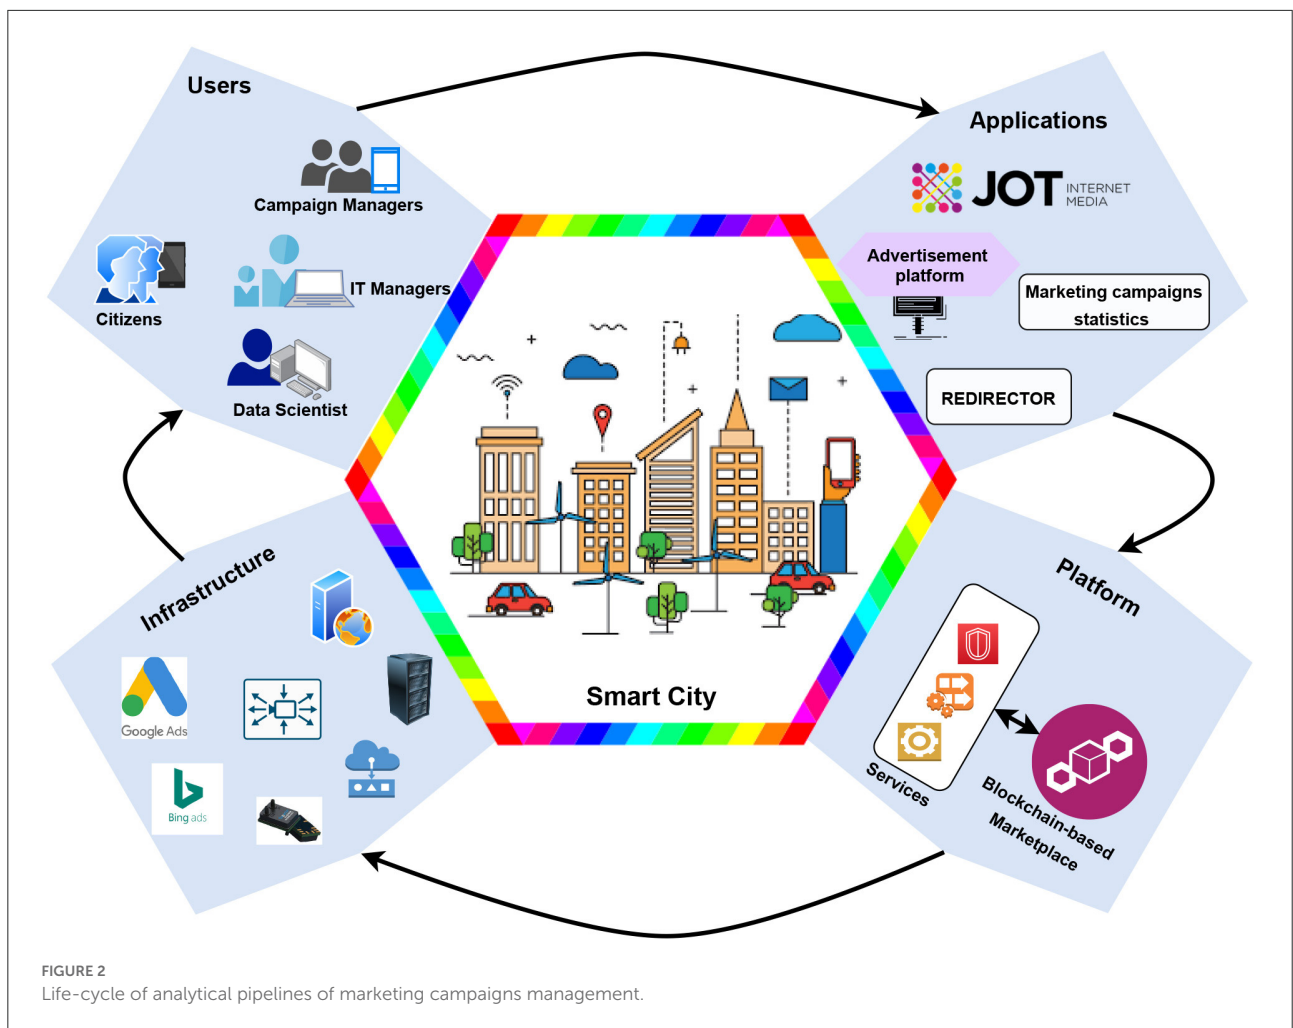 Users
Campaign Managers
Citizens
IT Managers
Data Scientist
Applications
JOT INTERNET
MEDIA
Advertisement
platform
Marketing campaigns
statistics
REDIRECTOR
Infrastructure
Google Ads
Bing ads
Smart City
Platform
Services
Blockchain-based
Marketplace
FIGURE 2
Life-cycle of analytical pipelines of marketing campaigns management.